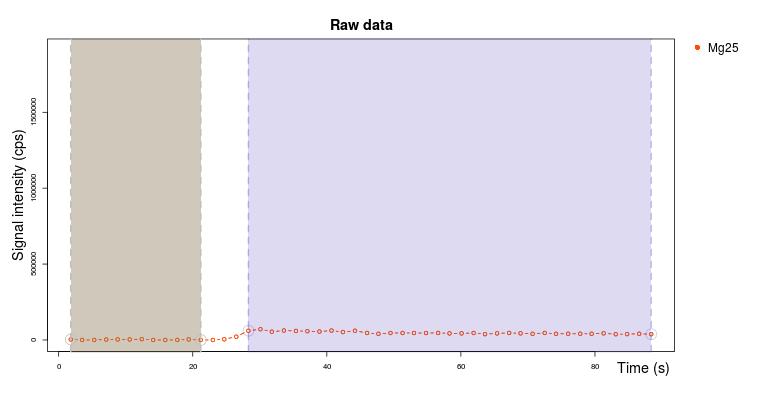 Raw data
Mg25
Signal intensity (cps)
1500000
1000000
500000
0
0 20 40 60 80
Time (s)